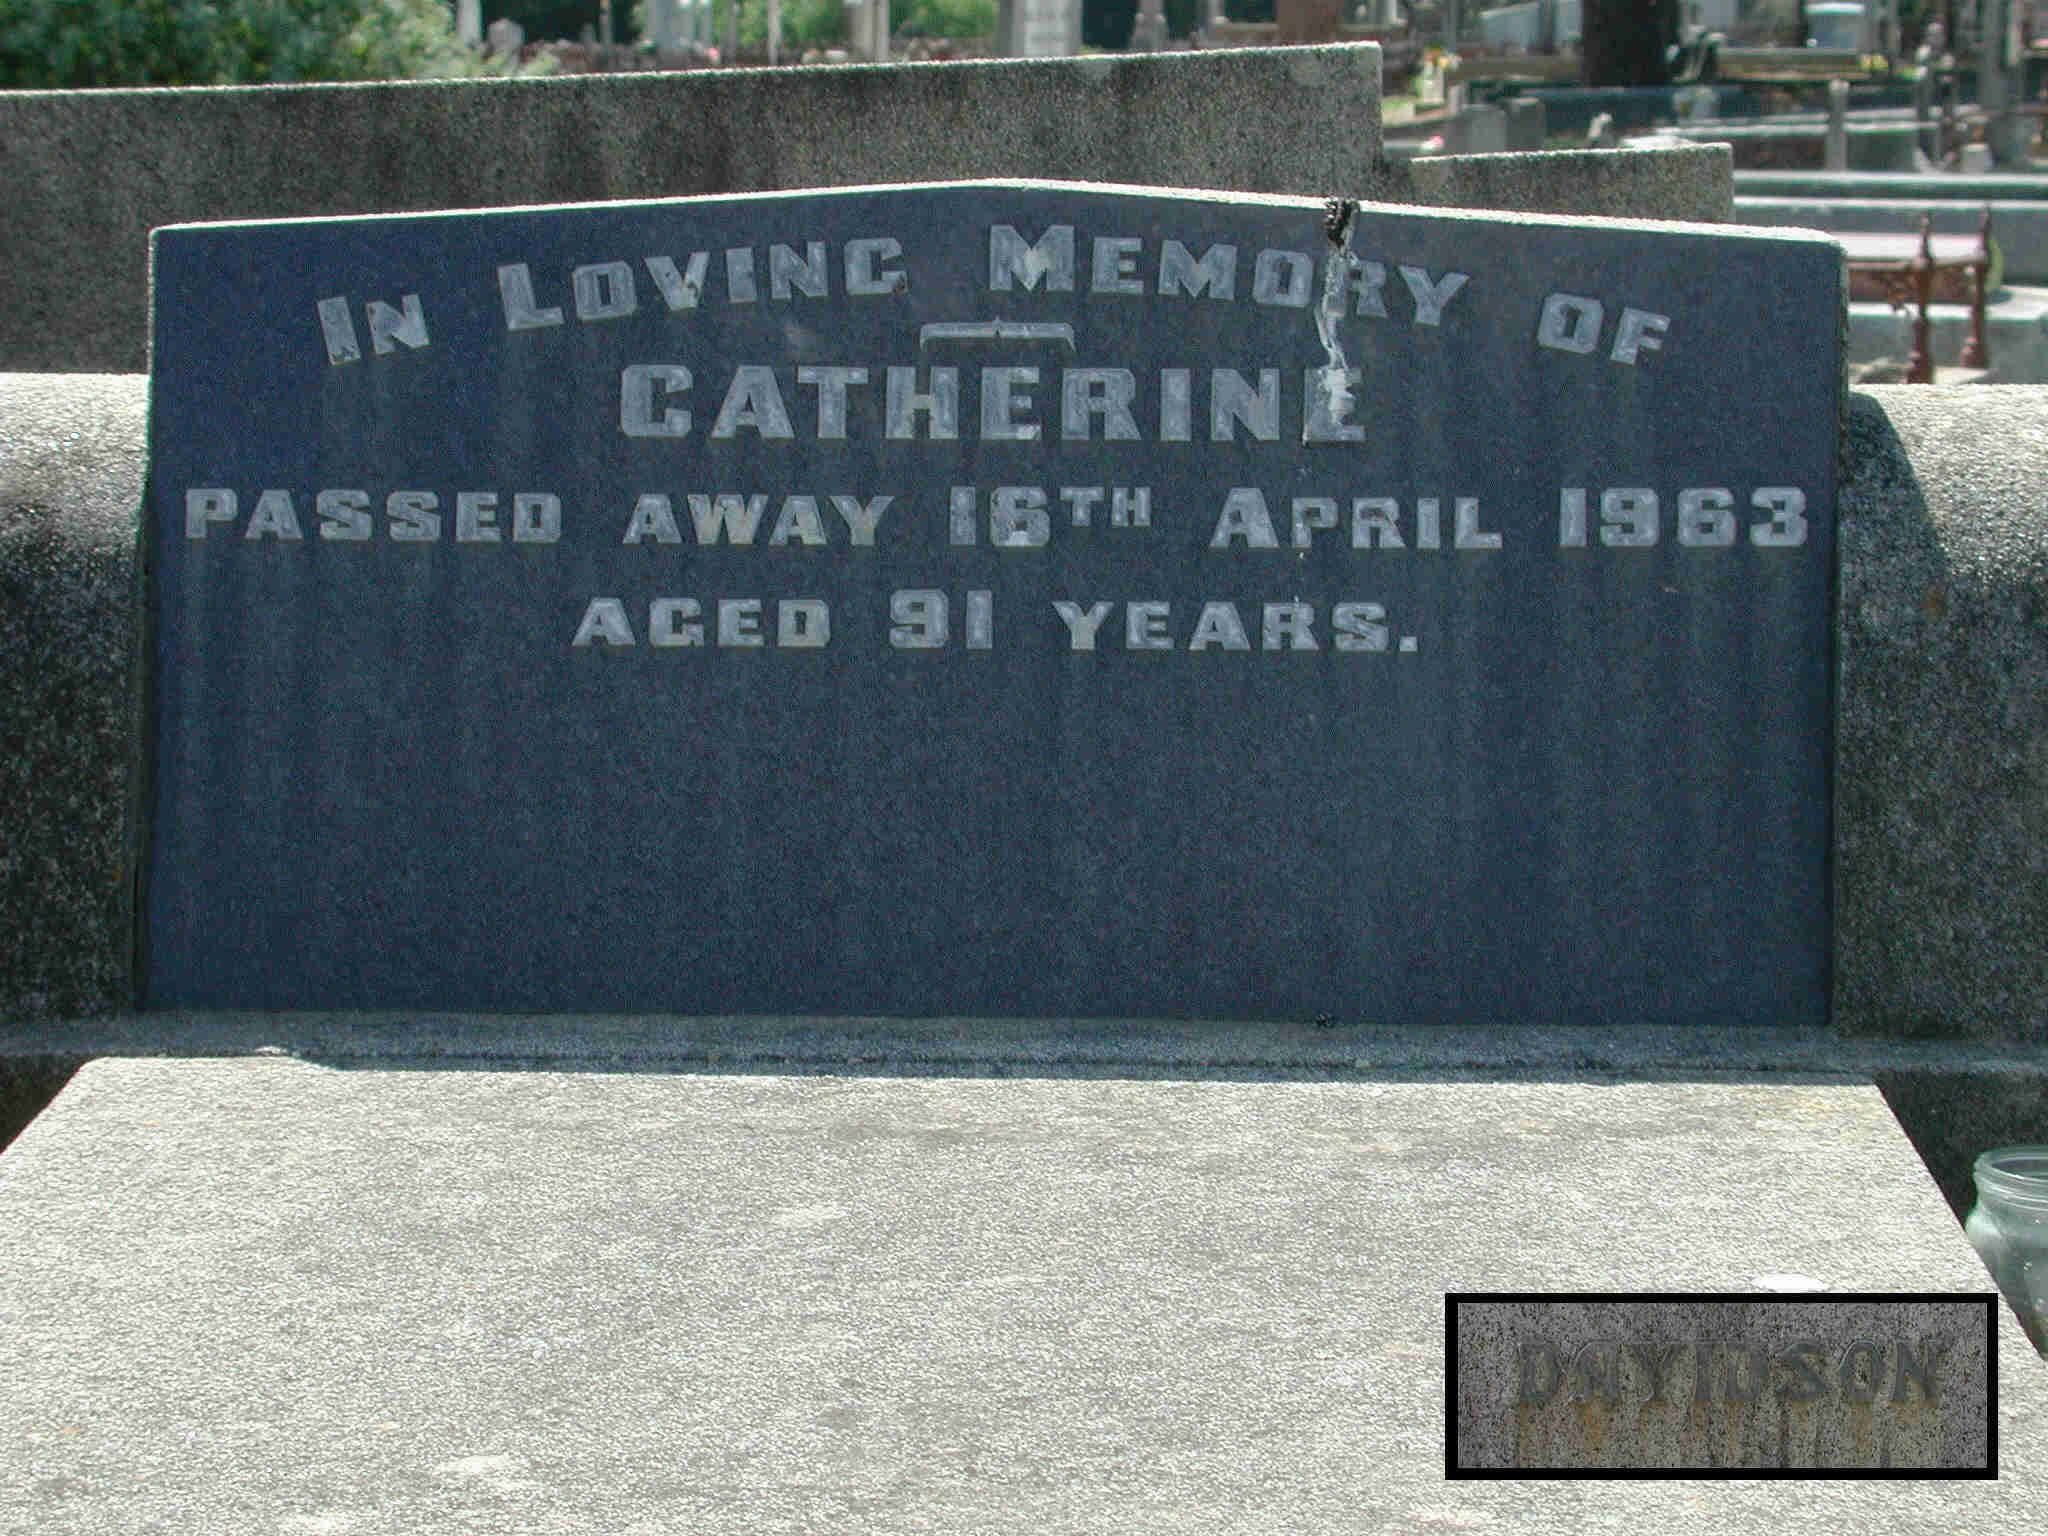 In Loving Memory of
CATHERINE
PASSED AWAY 16TH APRIL 1963
AGED 91 YEARS.
DAVIDSON